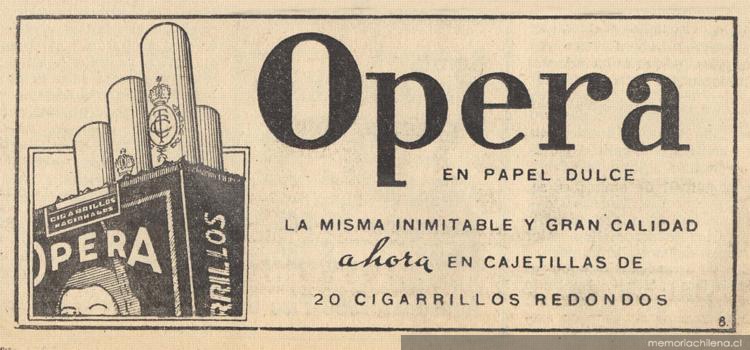 Opera
EN PAPEL DULCE
LA MISMA INIMITABLE Y GRAN CALIDAD
ahora EN CAJETILLAS DE
20 CIGARRILLOS REDONDOS
8.
CIGARRILLOS
NACIONALES
OPERA
RRILLOS
memoriachilena.cl